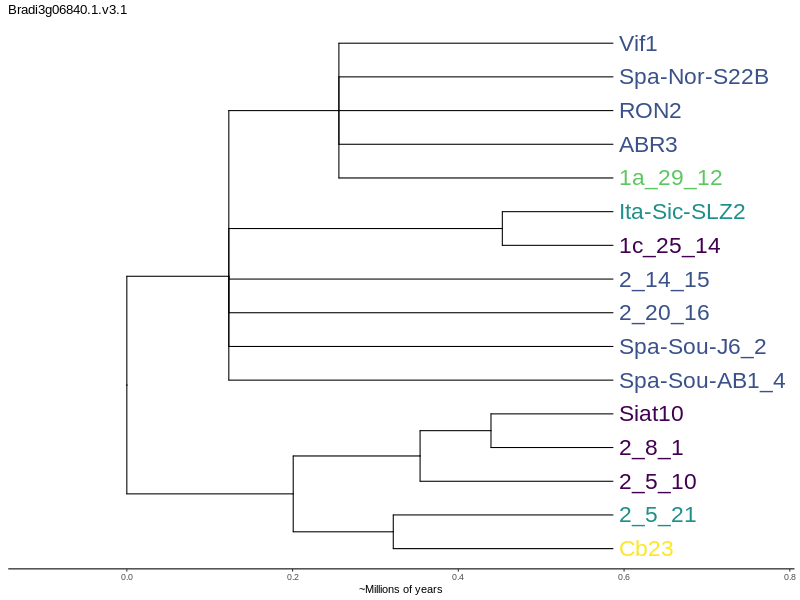 Bradi3g06840.1.v3.1
Vif1
Spa-Nor-S22B
RON2
ABR3
1a_29_12
Ita-Sic-SLZ2
1c_25_14
2_14_15
2_20_16
Spa-Sou-J6_2
Spa-Sou-AB1_4
Siat10
2_8_1
2_5_10
2_5_21
Cb23
0.0 0.2 0.4 0.6 0.8
~Millions of years